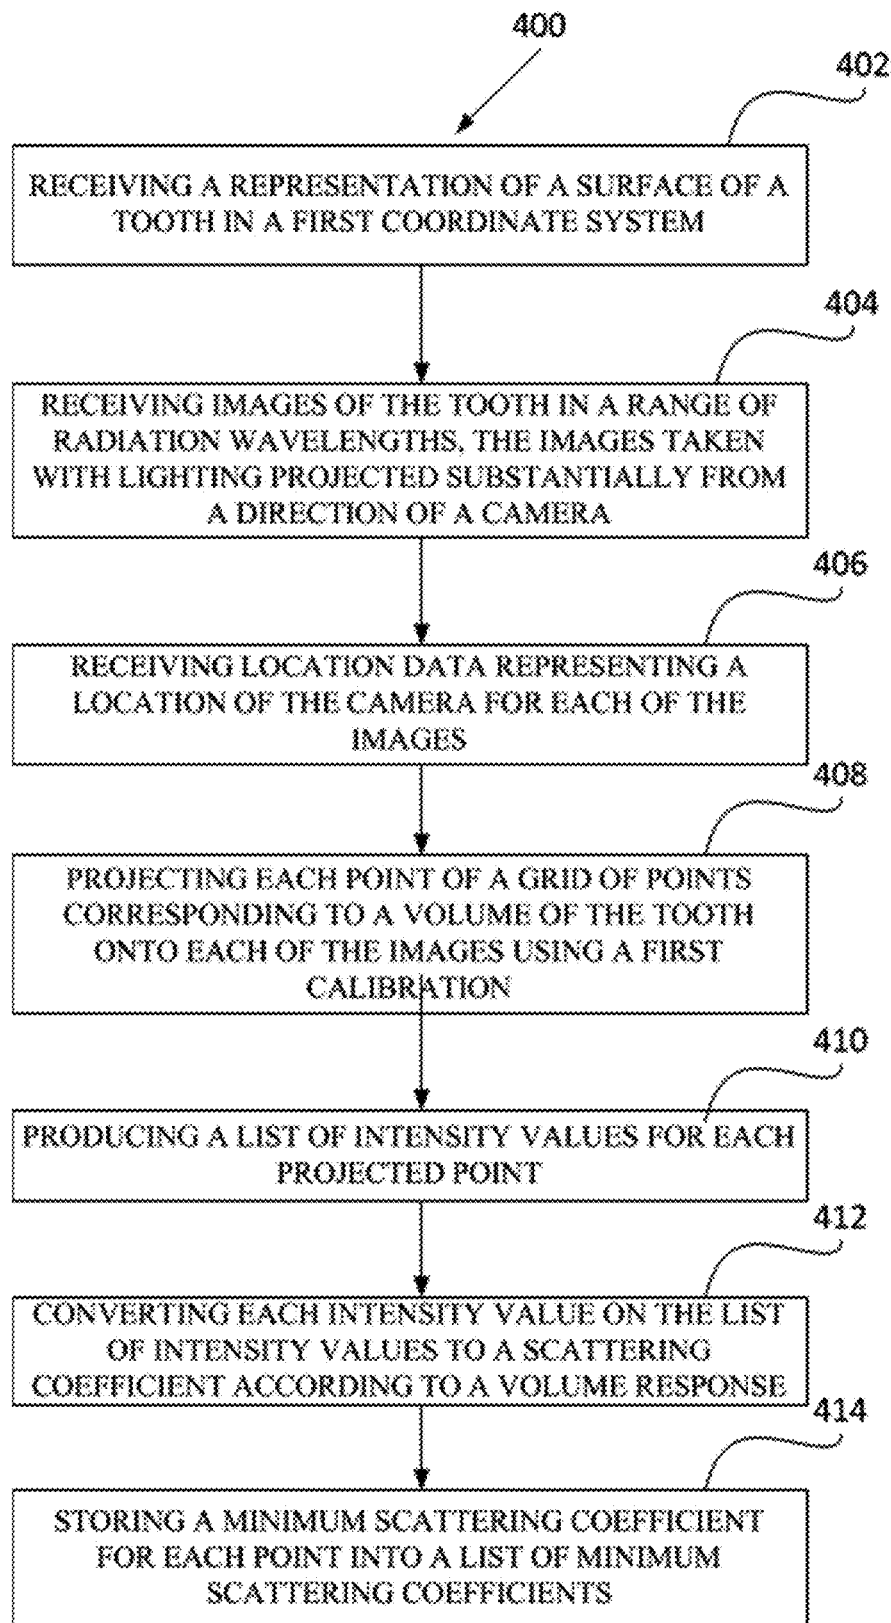 400
402
RECEIVING A REPRESENTATION OF A SURFACE OF A
TOOTH IN A FIRST COORDINATE SYSTEM
404
RECEIVING IMAGES OF THE TOOTH IN A RANGE OF
RADIATION WAVELENGTHS, THE IMAGES TAKEN
WITH LIGHTING PROJECTED SUBSTANTIALLY FROM
A DIRECTION OF A CAMERA
406
RECEIVING LOCATION DATA REPRESENTING A
LOCATION OF THE CAMERA FOR EACH OF THE
IMAGES
408
PROJECTING EACH POINT OF A GRID OF POINTS
CORRESPONDING TO A VOLUME OF THE TOOTH
ONTO EACH OF THE IMAGES USING A FIRST
CALIBRATION
410
PRODUCING A LIST OF INTENSITY VALUES FOR EACH
PROJECTED POINT
412
CONVERTING EACH INTENSITY VALUE ON THE LIST
OF INTENSITY VALUES TO A SCATTERING
COEFFICIENT ACCORDING TO A VOLUME RESPONSE
414
STORING A MINIMUM SCATTERING COEFFICIENT
FOR EACH POINT INTO A LIST OF MINIMUM
SCATTERING COEFFICIENTS